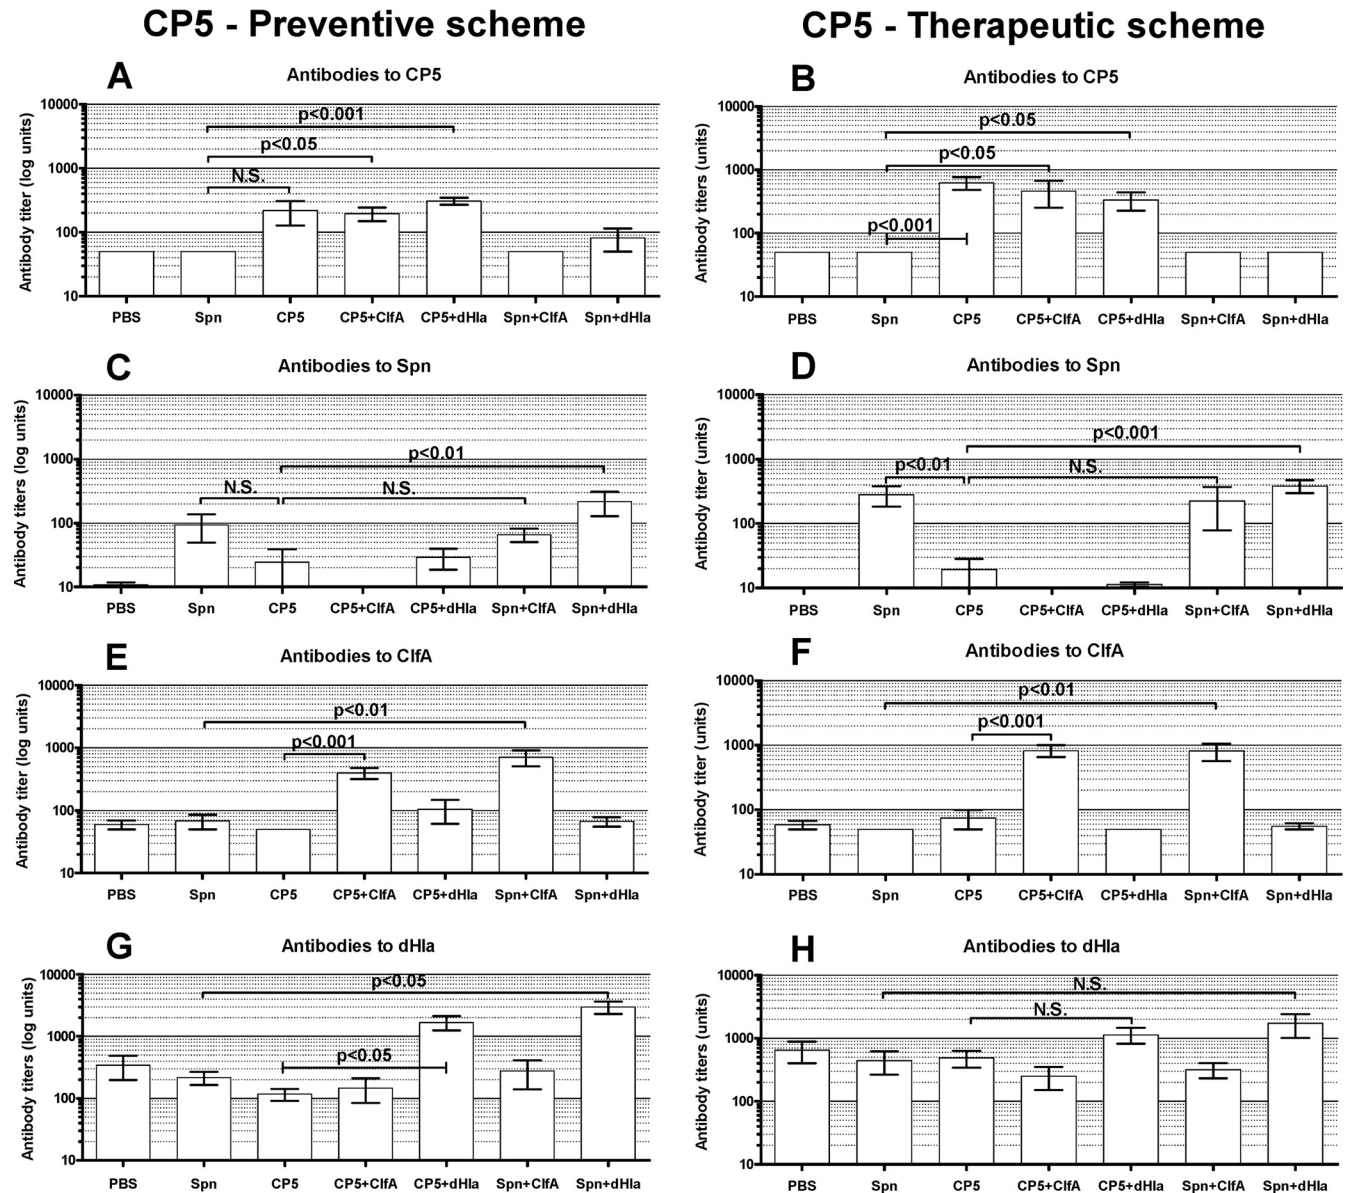 CP5 - Preventive scheme
CP5 - Therapeutic scheme
A
Antibodies to CP5
Antibody titer (log units)
10000
1000
100
10
p<0.001
p<0.05
N.S.
PBS Spn CP5 CP5+ClfA CP5+dHla Spn+ClfA Spn+dHla
B
Antibodies to CP5
Antibody titers (units)
10000
1000
100
10
p<0.05
p<0.05
p<0.001
PBS Spn CP5 CP5+ClfA CP5+dHla Spn+ClfA Spn+dHla
C
Antibodies to Spn
Antibody titers (log units)
10000
1000
100
10
p<0.01
N.S. N.S.
PBS Spn CP5 CP5+ClfA CP5+dHla Spn+ClfA Spn+dHla
D
Antibodies to Spn
Antibody titer (units)
10000
1000
100
10
p<0.001
p<0.01 N.S.
PBS Spn CP5 CP5+ClfA CP5+dHla Spn+ClfA Spn+dHla
E
Antibodies to ClfA
Antibody titer (log units)
10000
1000
100
10
p<0.01
p<0.001
PBS Spn CP5 CP5+ClfA CP5+dHla Spn+ClfA Spn+dHla
F
Antibodies to ClfA
Antibody titer (units)
10000
1000
100
10
p<0.01
p<0.001
PBS Spn CP5 CP5+ClfA CP5+dHla Spn+ClfA Spn+dHla
G
Antibodies to dHla
Antibody titers (log units)
10000
1000
100
10
p<0.05
p<0.05
PBS Spn CP5 CP5+ClfA CP5+dHla Spn+ClfA Spn+dHla
H
Antibodies to dHla
Antibody titers (units)
10000
1000
100
10
N.S.
N.S.
PBS Spn CP5 CP5+ClfA CP5+dHla Spn+ClfA Spn+dHla